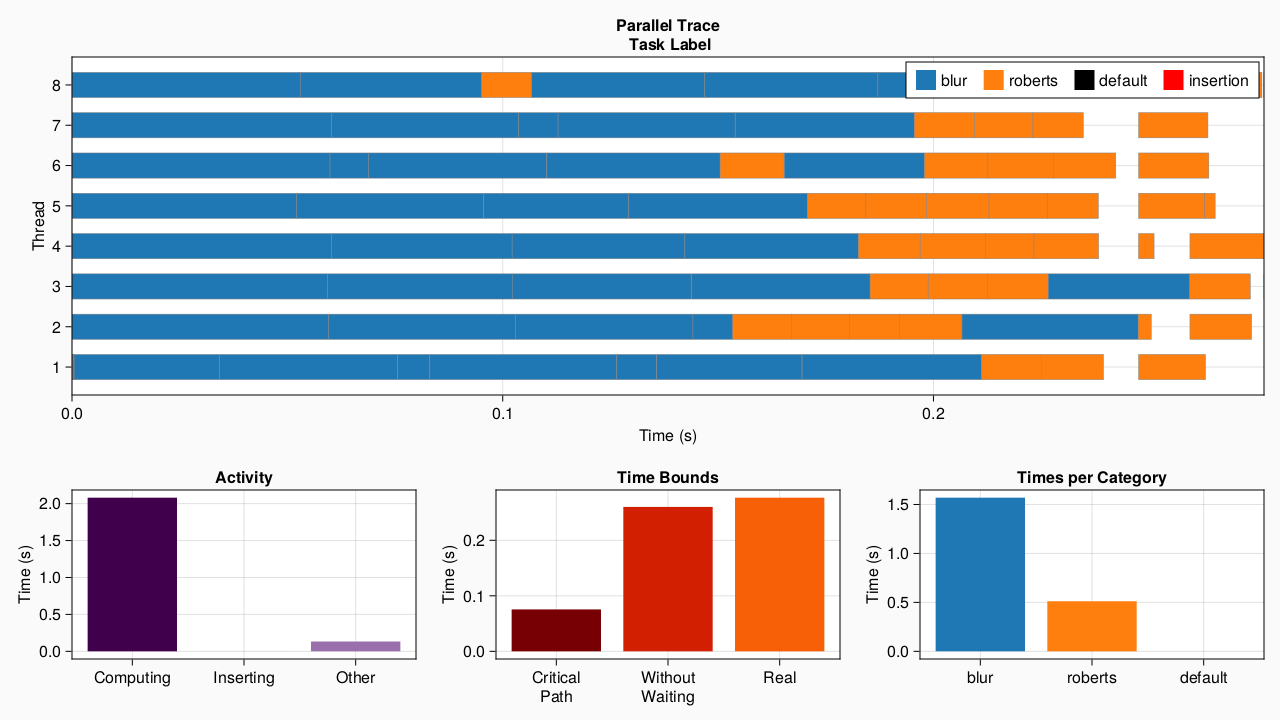 Parallel Trace
Task Label
blur
roberts
default
insertion
Thread
8
7
6
5
4
3
2
1
0.0
0.1
0.2
Time (s)
Activity
Time (s)
2.0
1.5
1.0
0.5
0.0
Computing
Inserting
Other
Time Bounds
Time (s)
0.2
0.1
0.0
Critical
Path
Without
Waiting
Real
Times per Category
Time (s)
1.5
1.0
0.5
0.0
blur
roberts
default